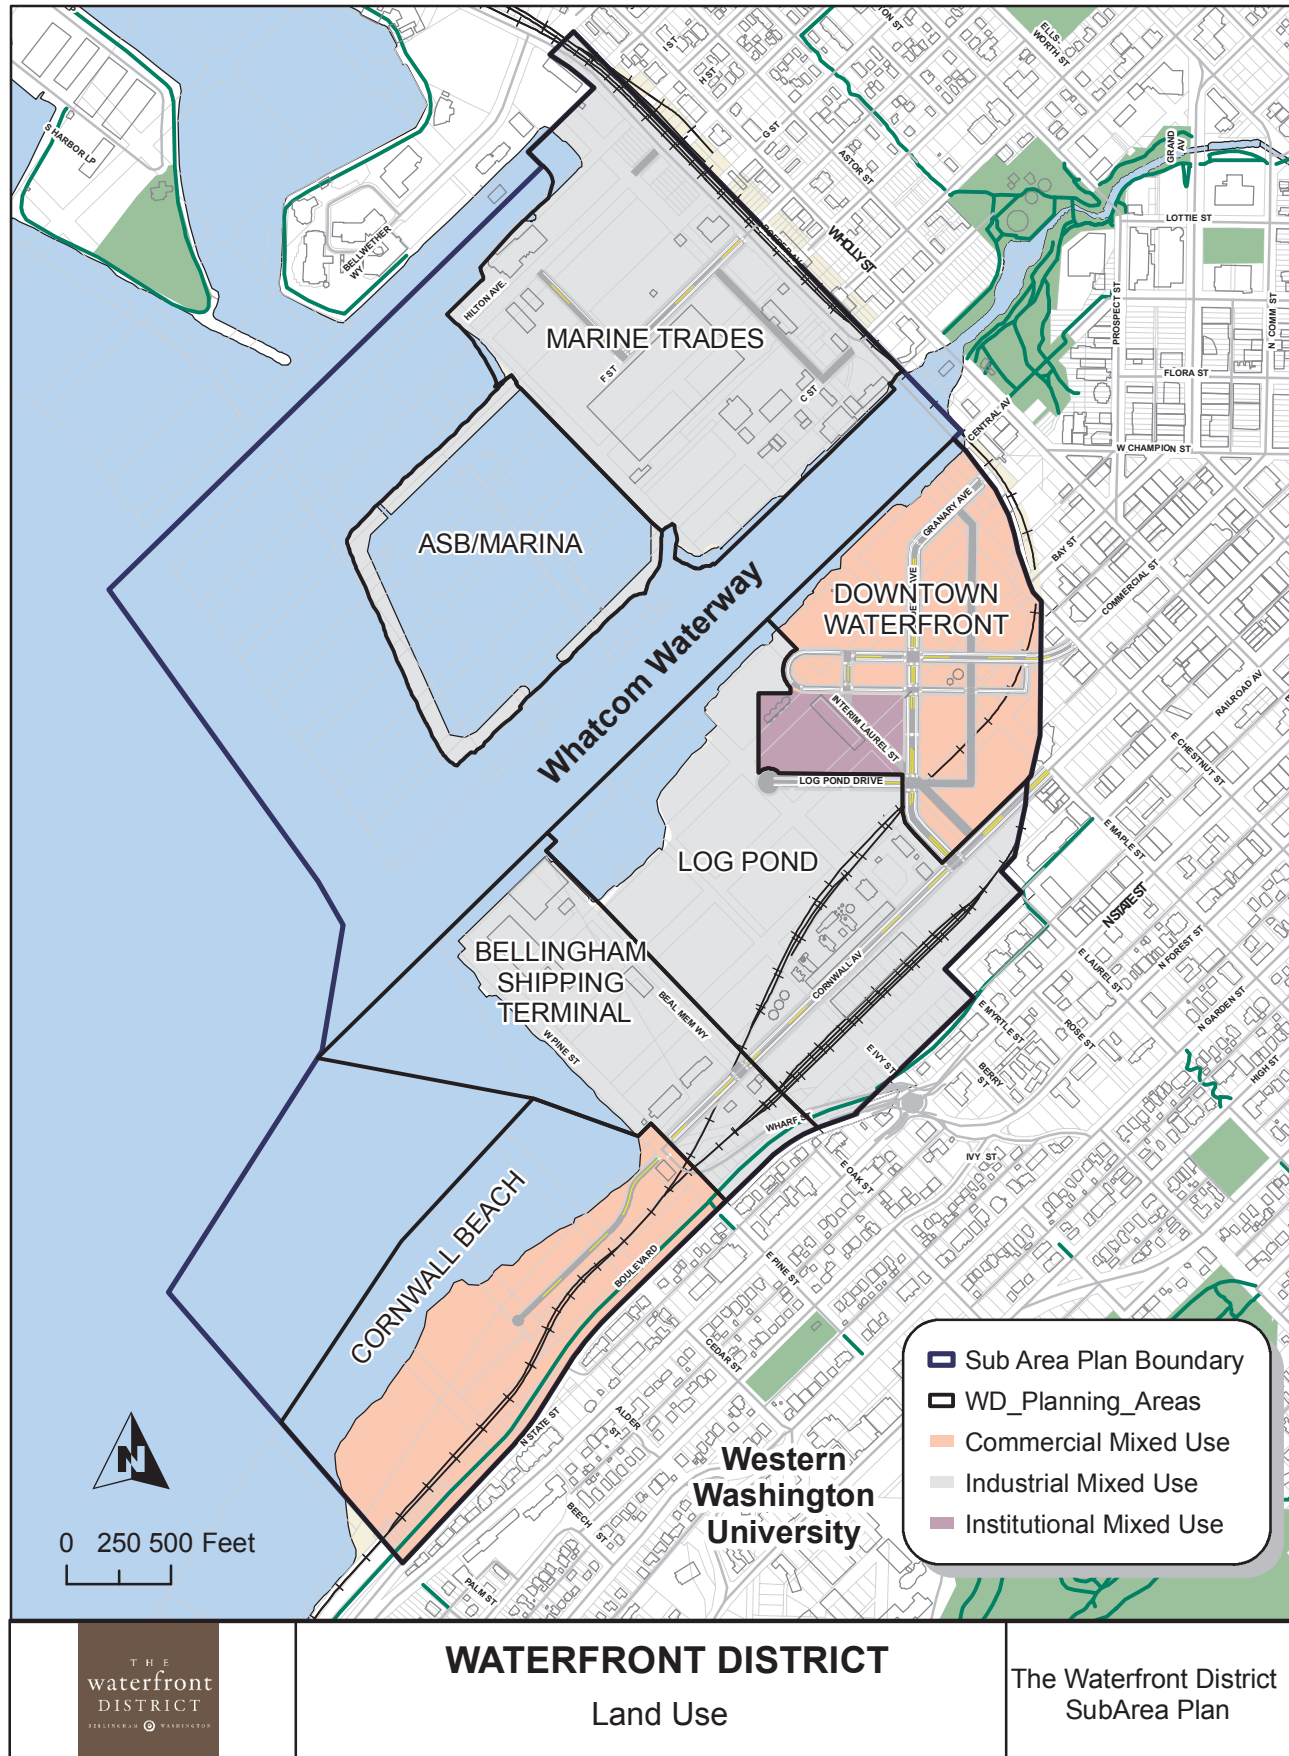 S HARBOR LP
BELLWETHER
WY
HILTON AVE.
I ST
H ST
G ST
ASTOR ST
ELLS-
WORTH ST
GRAND
AV
LOTTIE ST
PROSPECT ST
N COMM ST
FLORA ST
W CHAMPION ST
CENTRAL AV
ROEDER AV
W HOLLY ST
MARINE TRADES
F ST
C ST
ASB/MARINA
Whatcom Waterway
GRANARY AVE
BAY ST
COMMERCIAL ST
DOWNTOWN
WATERFRONT
INTERIM LAUREL ST
LOG POND DRIVE
RAILROAD AV
E CHESTNUT ST
E MAPLE ST
N STATE ST
E LAUREL ST
N FOREST ST
N GARDEN ST
HIGH ST
ROSE ST
E MYRTLE ST
BERRY
ST
IVY ST
E IVY ST
LOG POND
CORNWALL AV
BELLINGHAM
SHIPPING
TERMINAL
BEAL MEM WY
W PINE ST
WHARF ST
E OAK ST
E PINE ST
CEDAR ST
BOULEVARD
CORNWALL BEACH
N STATE ST
ALDER
ST
BEECH
ST
PALM ST
Western
Washington
University
N
0 250 500 Feet
Sub Area Plan Boundary
WD_Planning_Areas
Commercial Mixed Use
Industrial Mixed Use
Institutional Mixed Use
THE
waterfront
DISTRICT
BELLINGHAM WASHINGTON
WATERFRONT DISTRICT
Land Use
The Waterfront District
SubArea Plan